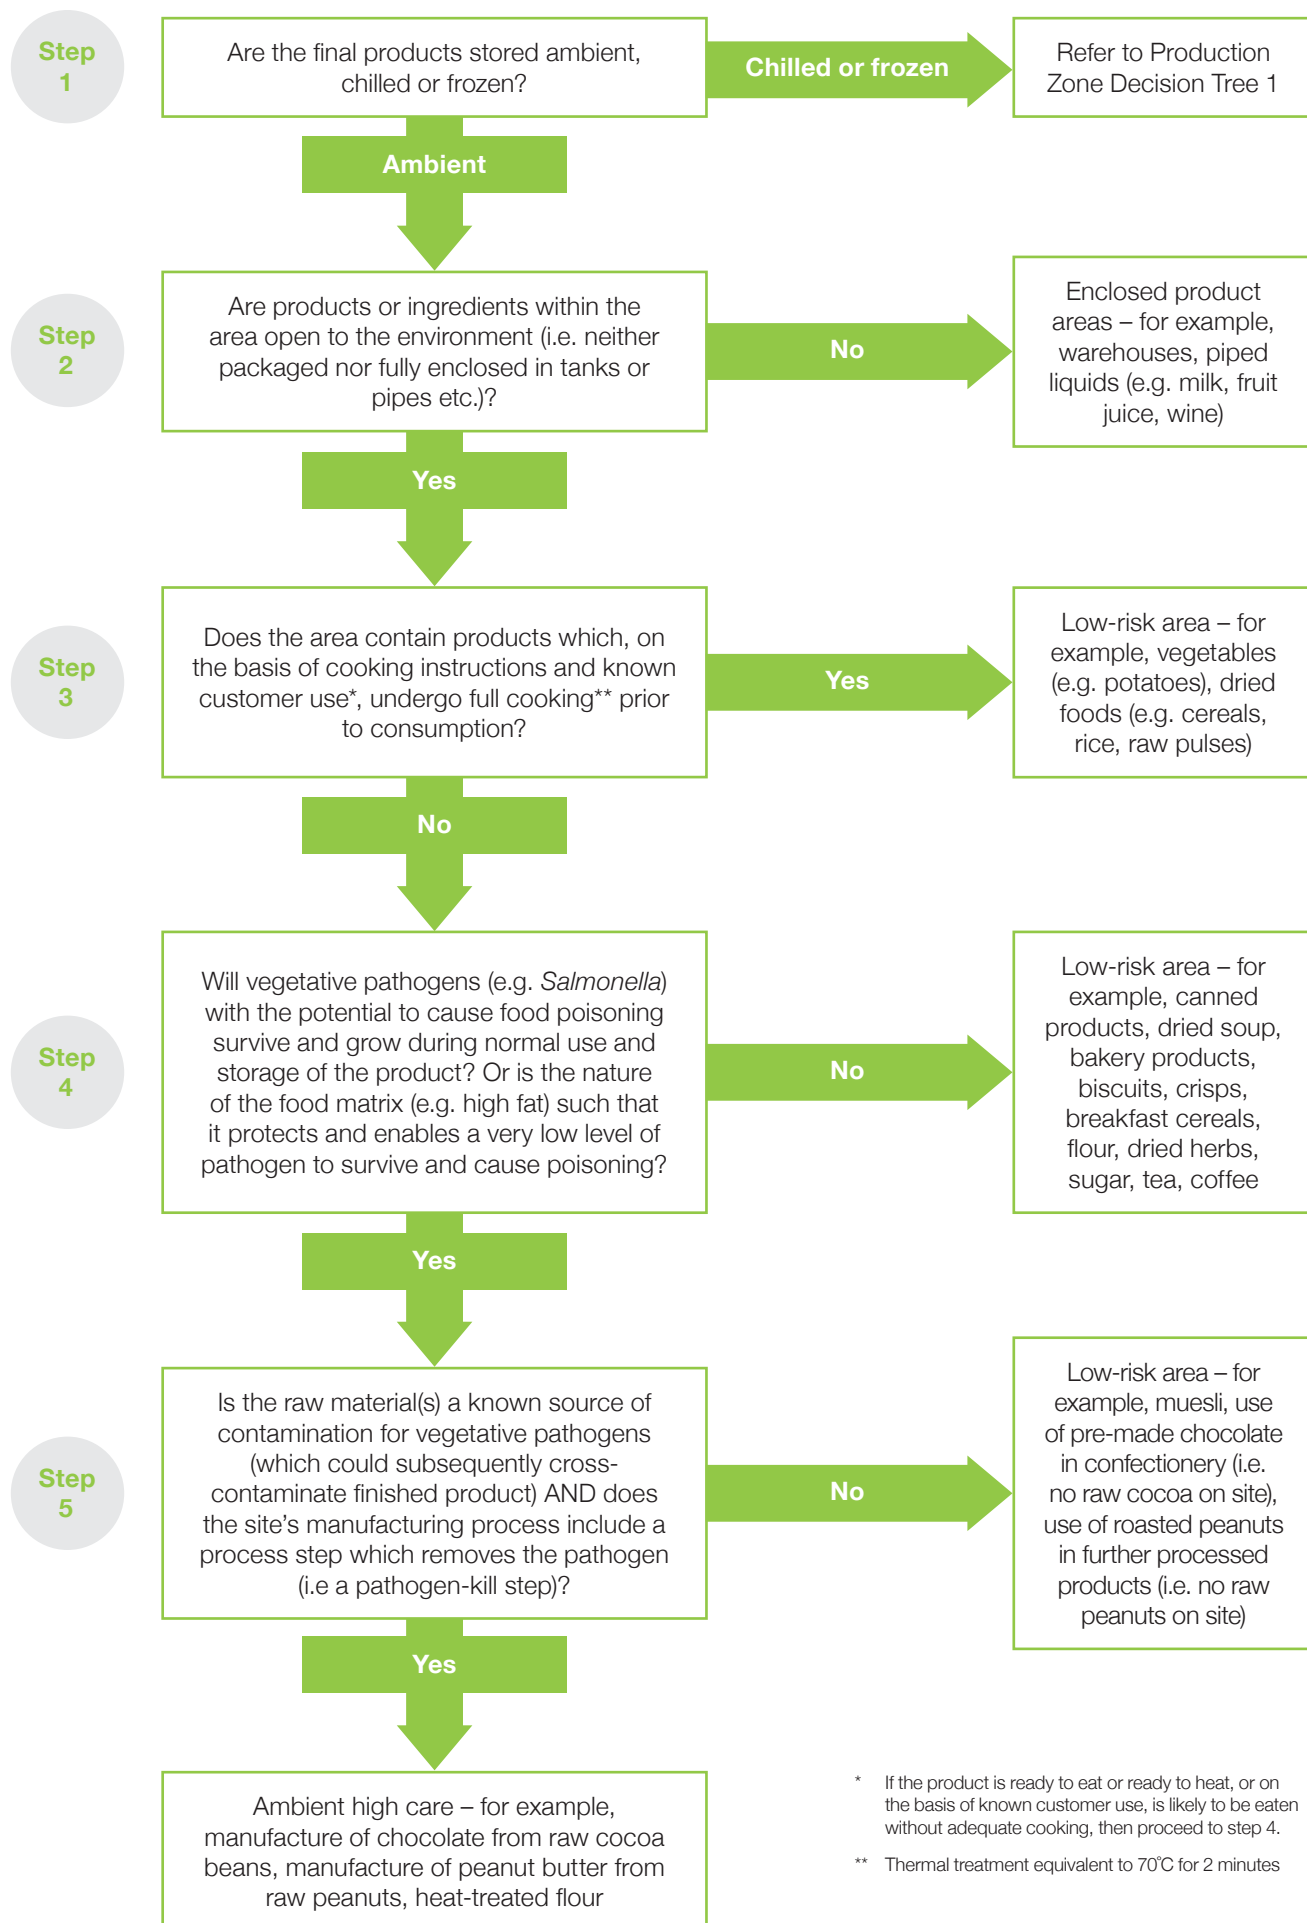 Step
1
Are the final products stored ambient,
chilled or frozen?
Chilled or frozen
Refer to Production
Zone Decision Tree 1
Ambient
Step
2
Are products or ingredients within the
area open to the environment (i.e. neither
packaged nor fully enclosed in tanks or
pipes etc.)?
No
Enclosed product
areas – for example,
warehouses, piped
liquids (e.g. milk, fruit
juice, wine)
Yes
Step
3
Does the area contain products which, on
the basis of cooking instructions and known
customer use*, undergo full cooking** prior
to consumption?
Yes
Low-risk area – for
example, vegetables
(e.g. potatoes), dried
foods (e.g. cereals,
rice, raw pulses)
No
Step
4
Will vegetative pathogens (e.g. Salmonella)
with the potential to cause food poisoning
survive and grow during normal use and
storage of the product? Or is the nature
of the food matrix (e.g. high fat) such that
it protects and enables a very low level of
pathogen to survive and cause poisoning?
No
Low-risk area – for
example, canned
products, dried soup,
bakery products,
biscuits, crisps,
breakfast cereals,
flour, dried herbs,
sugar, tea, coffee
Yes
Step
5
Is the raw material(s) a known source of
contamination for vegetative pathogens
(which could subsequently cross-
contaminate finished product) AND does
the site's manufacturing process include a
process step which removes the pathogen
(i.e a pathogen-kill step)?
No
Low-risk area – for
example, muesli, use
of pre-made chocolate
in confectionery (i.e.
no raw cocoa on site),
use of roasted peanuts
in further processed
products (i.e. no raw
peanuts on site)
Yes
Ambient high care – for example,
manufacture of chocolate from raw cocoa
beans, manufacture of peanut butter from
raw peanuts, heat-treated flour
* If the product is ready to eat or ready to heat, or on
the basis of known customer use, is likely to be eaten
without adequate cooking, then proceed to step 4.
** Thermal treatment equivalent to 70°C for 2 minutes